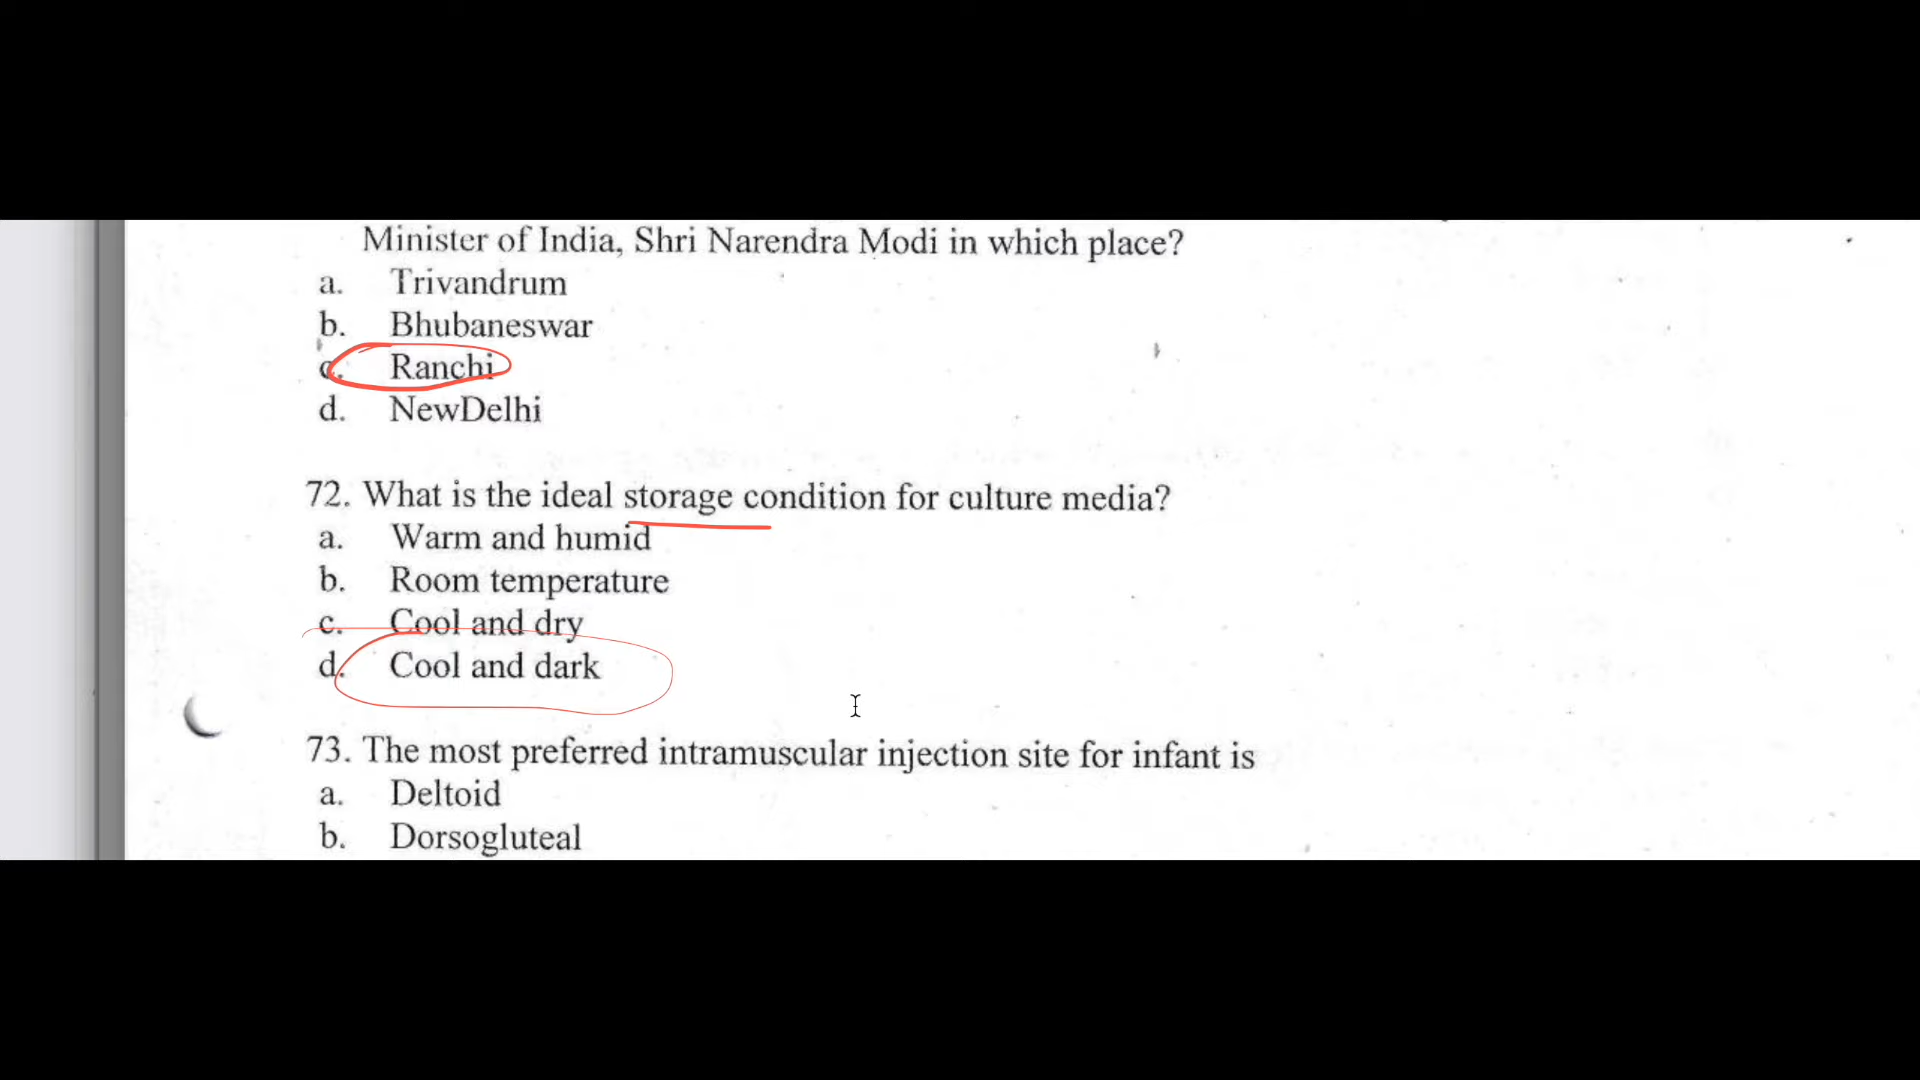 Minister of India, Shri Narendra Modi in which place?
a. Trivandrum
b. Bhubaneswar
c. Ranchi
d. NewDelhi
72. What is the ideal storage condition for culture media?
a. Warm and humid
b. Room temperature
c. Cool and dry
d. Cool and dark
73. The most preferred intramuscular injection site for infant is
a. Deltoid
b. Dorsogluteal